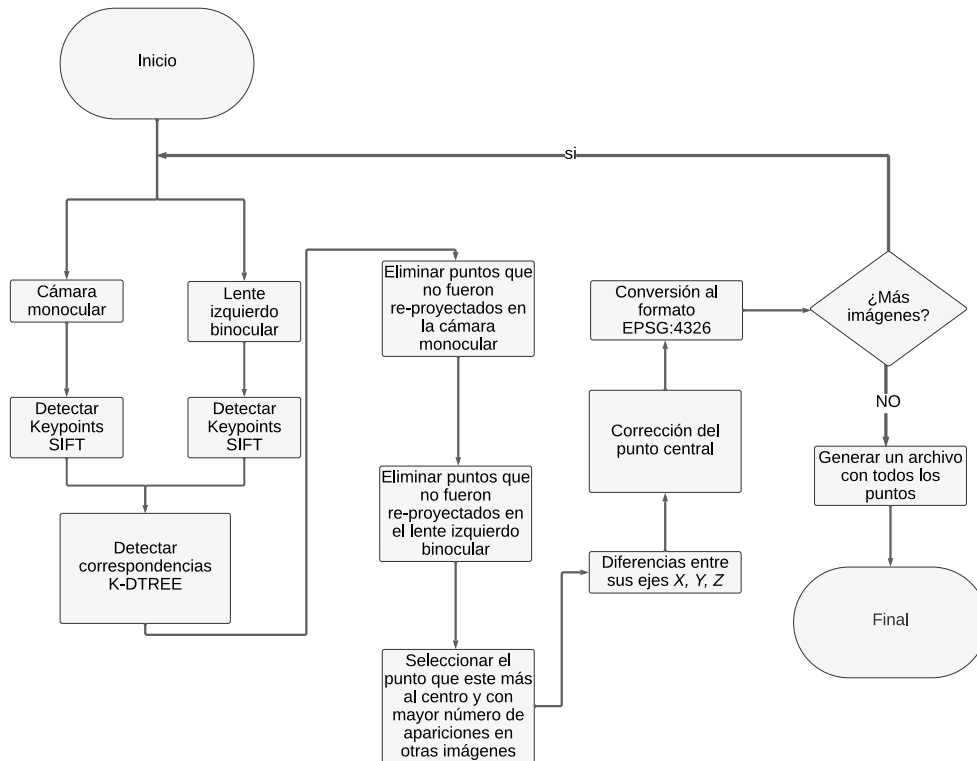 Inicio
si
Cámara
monocular
Lente
izquierdo
binocular
Detectar
Keypoints
SIFT
Detectar
Keypoints
SIFT
Detectar
correspondencias
K-DTREE
Eliminar puntos que
no fueron
re-proyectados en
la cámara
monocular
Eliminar puntos que
no fueron
re-proyectados en
el lente izquierdo
binocular
Seleccionar el
punto que este más
al centro y con
mayor número de
apariciones en
otras imágenes
Diferencias entre
sus ejes X, Y, Z
Corrección del
punto central
Conversión al
formato
EPSG:4326
¿Más
imágenes?
NO
Generar un archivo
con todos los
puntos
Final